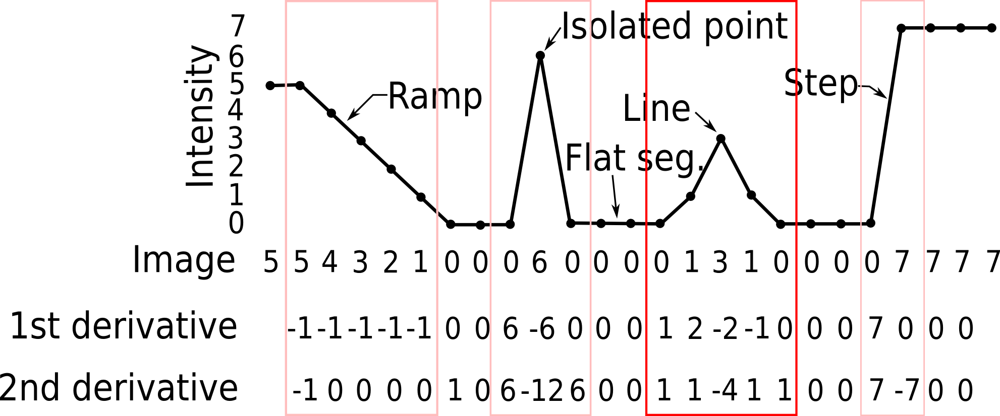 7
Isolated point
6
Intensity
5
Ramp
Step
4
Line
3
Flat seg.
2
1
0
Image 5 5 4 3 2 1 0 0 0 6 0 0 0 0 1 3 1 0 0 0 0 7 7 7 7
1st derivative -1 -1 -1 -1 -1 0 0 6 -6 0 0 0 1 2 -2 -1 0 0 0 7 0 0 0
2nd derivative -1 0 0 0 0 1 0 6 -12 6 0 0 1 1 -4 1 1 0 0 7 -7 0 0